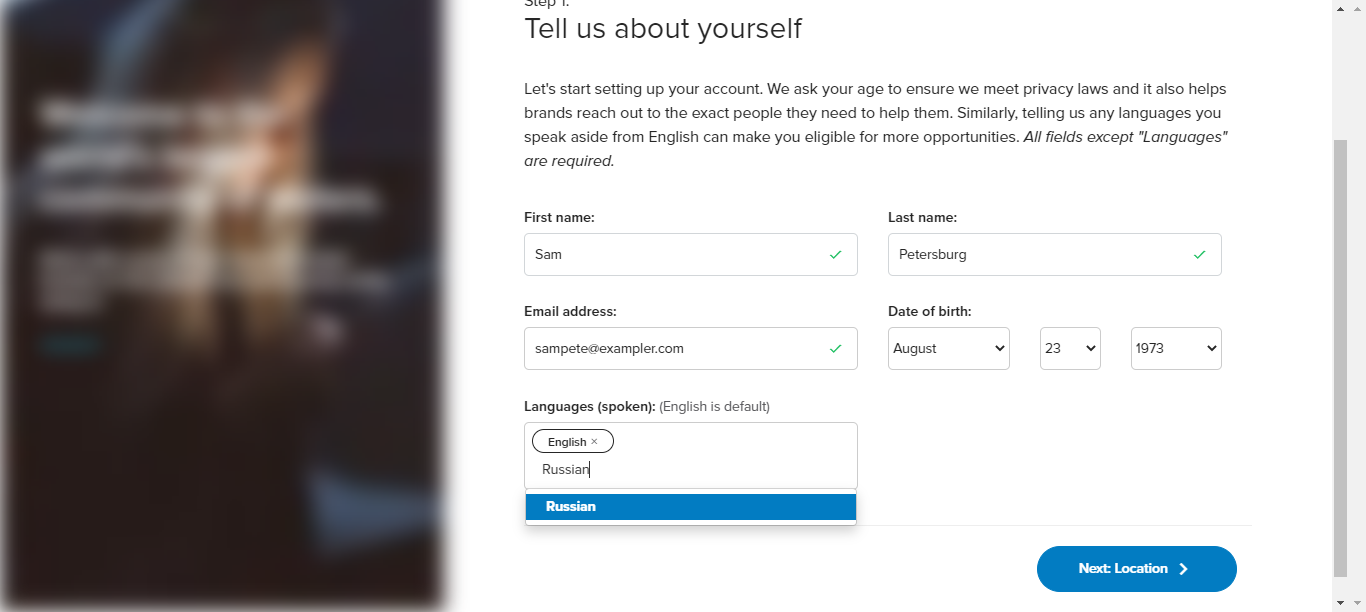 Step 1.
Tell us about yourself
Let's start setting up your account. We ask your age to ensure we meet privacy laws and it also helps
brands reach out to the exact people they need to help them. Similarly, telling us any languages you
speak aside from English can make you eligible for more opportunities. All fields except "Languages"
are required.
First name:
Last name:
Sam
Petersburg
Email address:
Date of birth:
sampete@exampler.com
August
23
1973
Languages (spoken): (English is default)
English ×
Russian
Russian
Next: Location